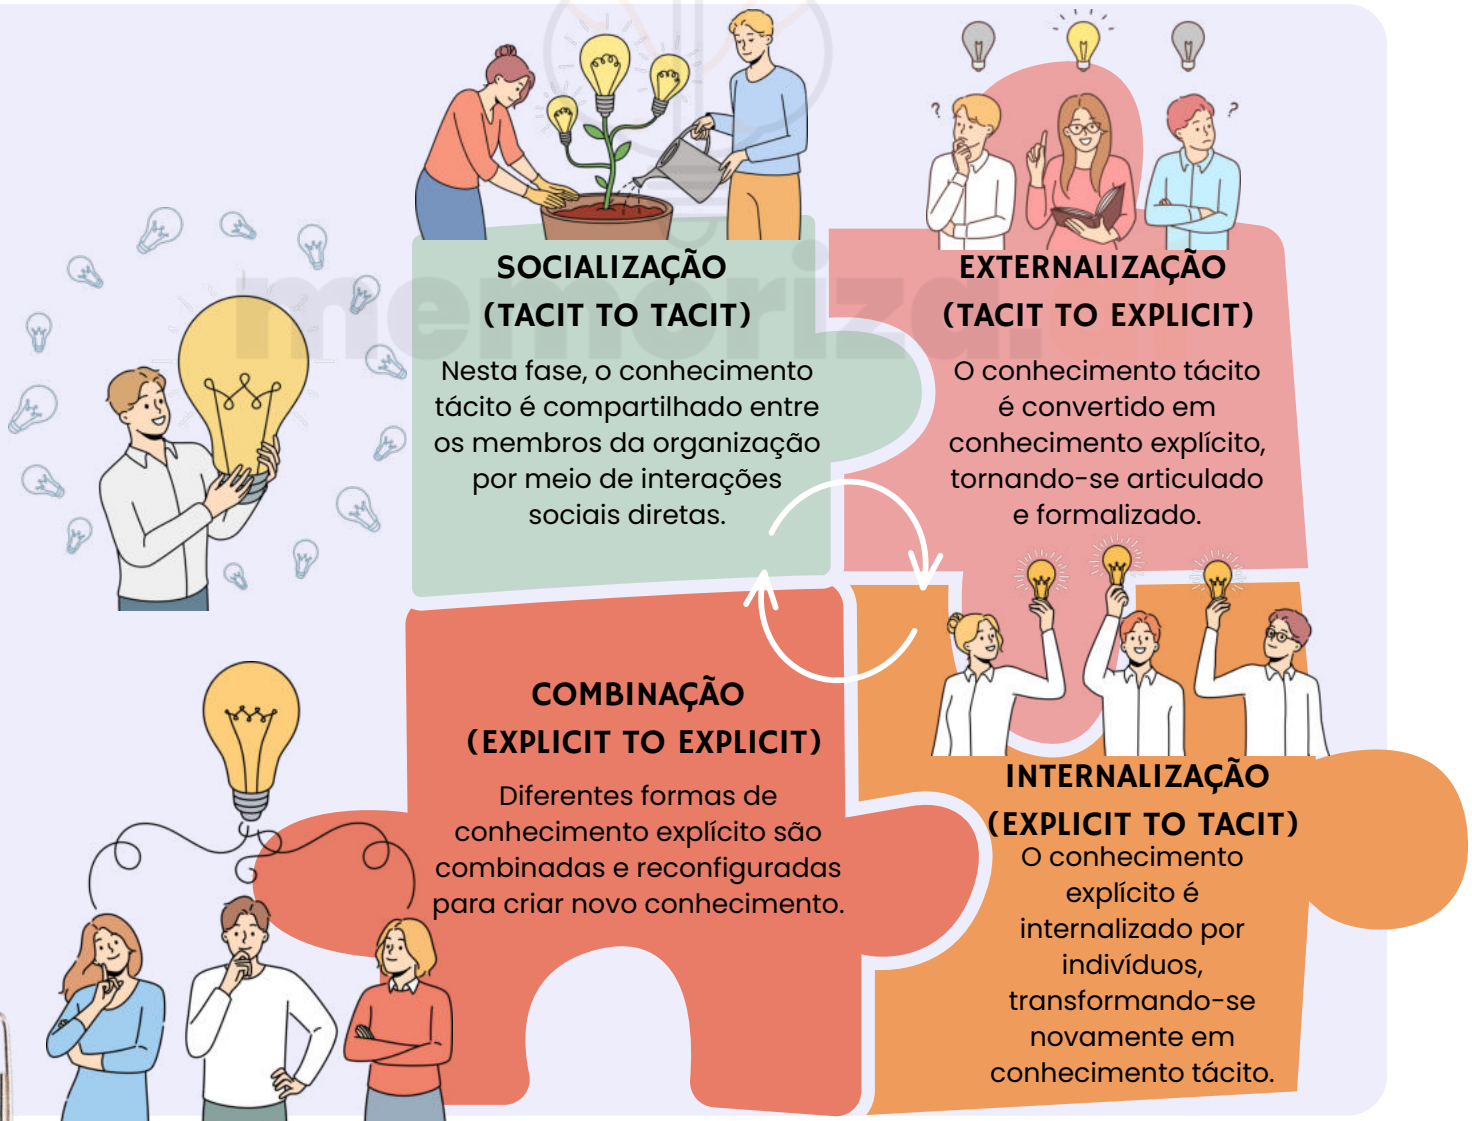 SOCIALIZAÇÃO
(TACIT TO TACIT)
Nesta fase, o conhecimento
tácito é compartilhado entre
os membros da organização
por meio de interações
sociais diretas.
EXTERNALIZAÇÃO
(TACIT TO EXPLICIT)
O conhecimento tácito
é convertido em
conhecimento explícito,
tornando-se articulado
e formalizado.
COMBINAÇÃO
(EXPLICIT TO EXPLICIT)
Diferentes formas de
conhecimento explícito são
combinadas e reconfiguradas
para criar novo conhecimento.
INTERNALIZAÇÃO
(EXPLICIT TO TACIT)
O conhecimento
explícito é
internalizado por
indivíduos,
transformando-se
novamente em
conhecimento tácito.
? ?
memoriza.ai